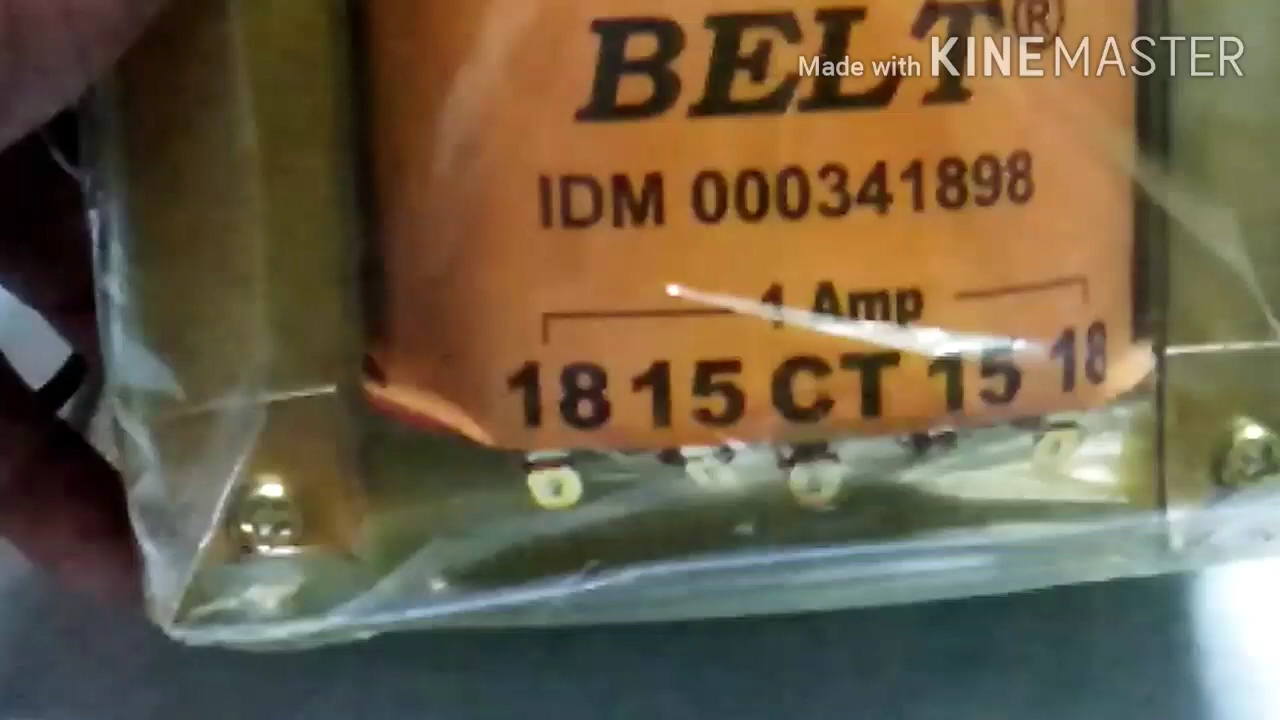 BELT®
Made with KINEMASTER
IDM 000341898
1 Amp
18 15 CT 15 18